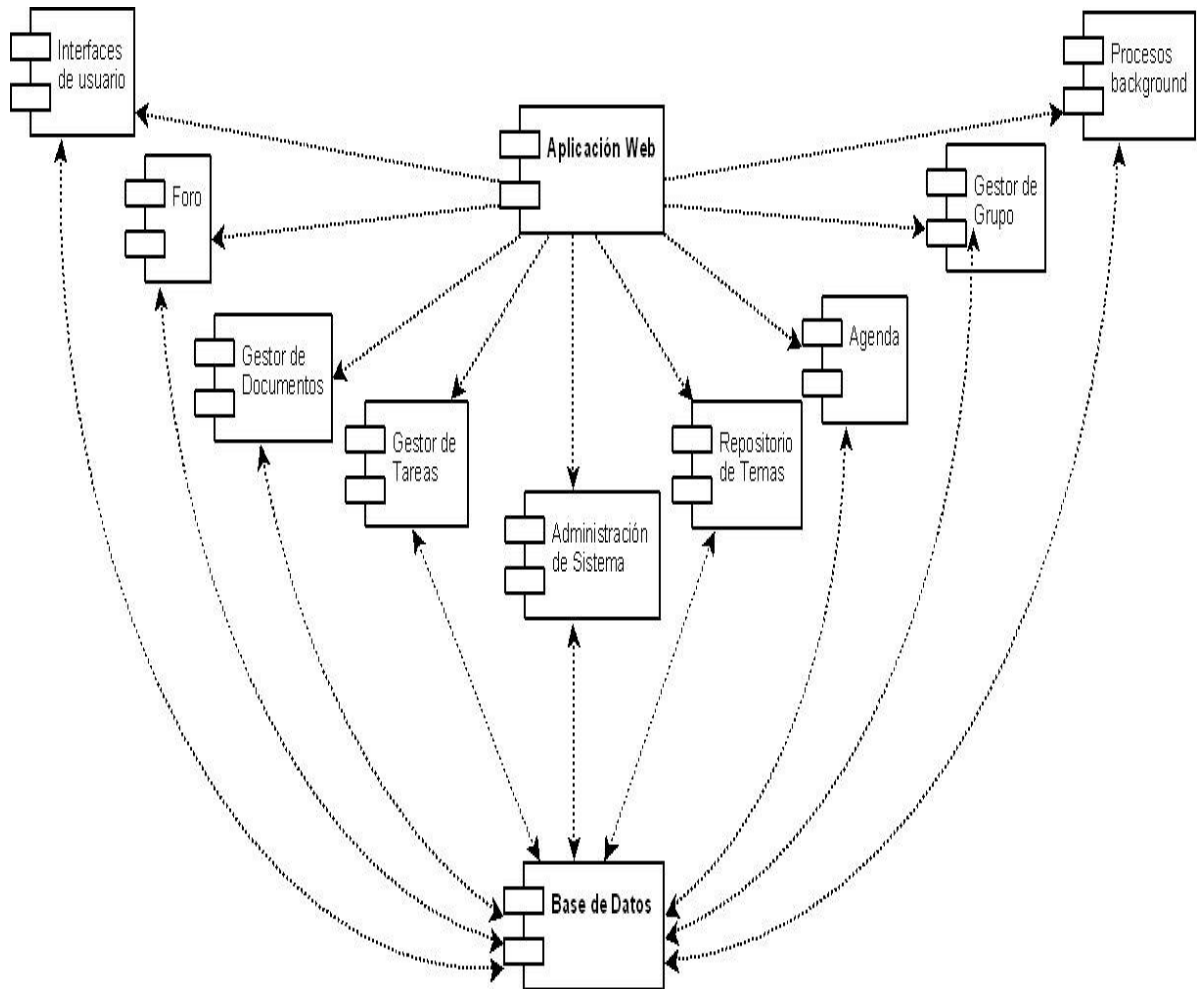 Interfaces
de usuario
Procesos
background
Aplicación Web
Foro
Gestor de
Grupo
Gestor de
Documentos
Agenda
Gestor de
Tareas
Repositorio
de Temas
Administración
de Sistema
Base de Datos